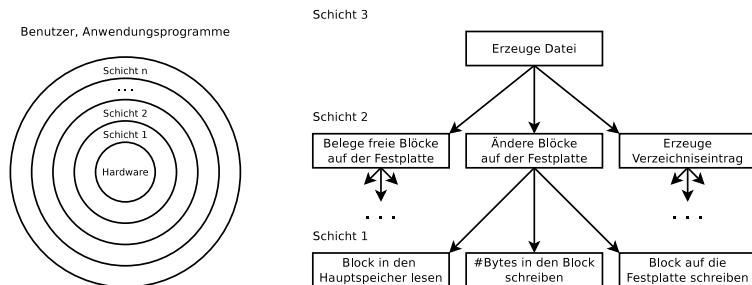 Benutzer, Anwendungsprogramme
Schicht n
...
Schicht 2
Schicht 1
Hardware
Schicht 3
Erzeuge Datei
Schicht 2
Belege freie Blöcke
auf der Festplatte
Ändere Blöcke
auf der Festplatte
Erzeuge
Verzeichniseintrag
...
...
Schicht 1
Block in den
Hauptspeicher lesen
#Bytes in den Block
schreiben
Block auf die
Festplatte schreiben